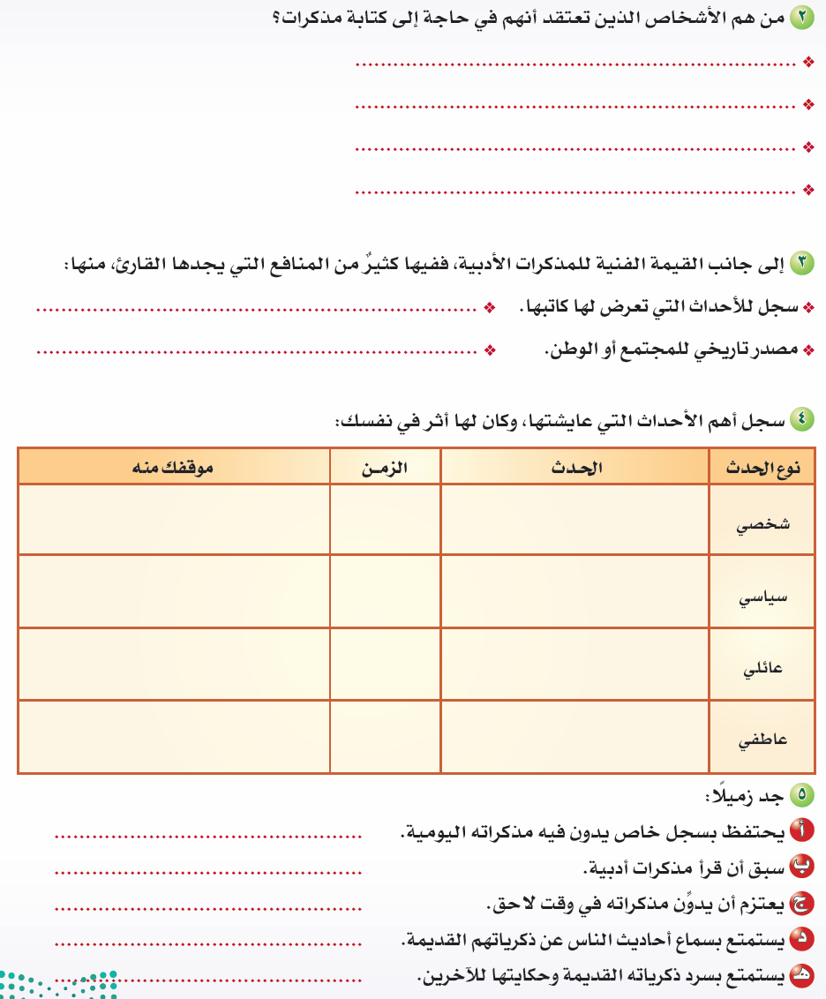 ٢ من هم الأشخاص الذين تعتقد أنهم في حاجة إلى كتابة مذكرات؟
❖ ........................................................................
❖ ........................................................................
❖ ........................................................................
❖ ........................................................................
٣ إلى جانب القيمة الفنية للمذكرات الأدبية، ففيها كثيرٌ من المنافع التي يجدها القارئ، منها:
❖ سجل للأحداث التي تعرض لها كاتبها. ❖ ........................................................................
❖ مصدر تاريخي للمجتمع أو الوطن. ❖ ........................................................................
٤ سجل أهم الأحداث التي عايشتها، وكان لها أثر في نفسك:
نوع الحدث الحـدث الزمـن موقفك منه
شخصي
سياسي
عائلي
عاطفي
٥ جد زميلًا:
أ يحتفظ بسجل خاص يدون فيه مذكراته اليومية. ..................................................
ب سبق أن قرأ مذكرات أدبية. ..................................................
ج يعتزم أن يدوِّن مذكراته في وقت لاحق. ..................................................
د يستمتع بسماع أحاديث الناس عن ذكرياتهم القديمة. ..................................................
هـ يستمتع بسرد ذكرياته القديمة وحكايتها للآخرين. ..................................................